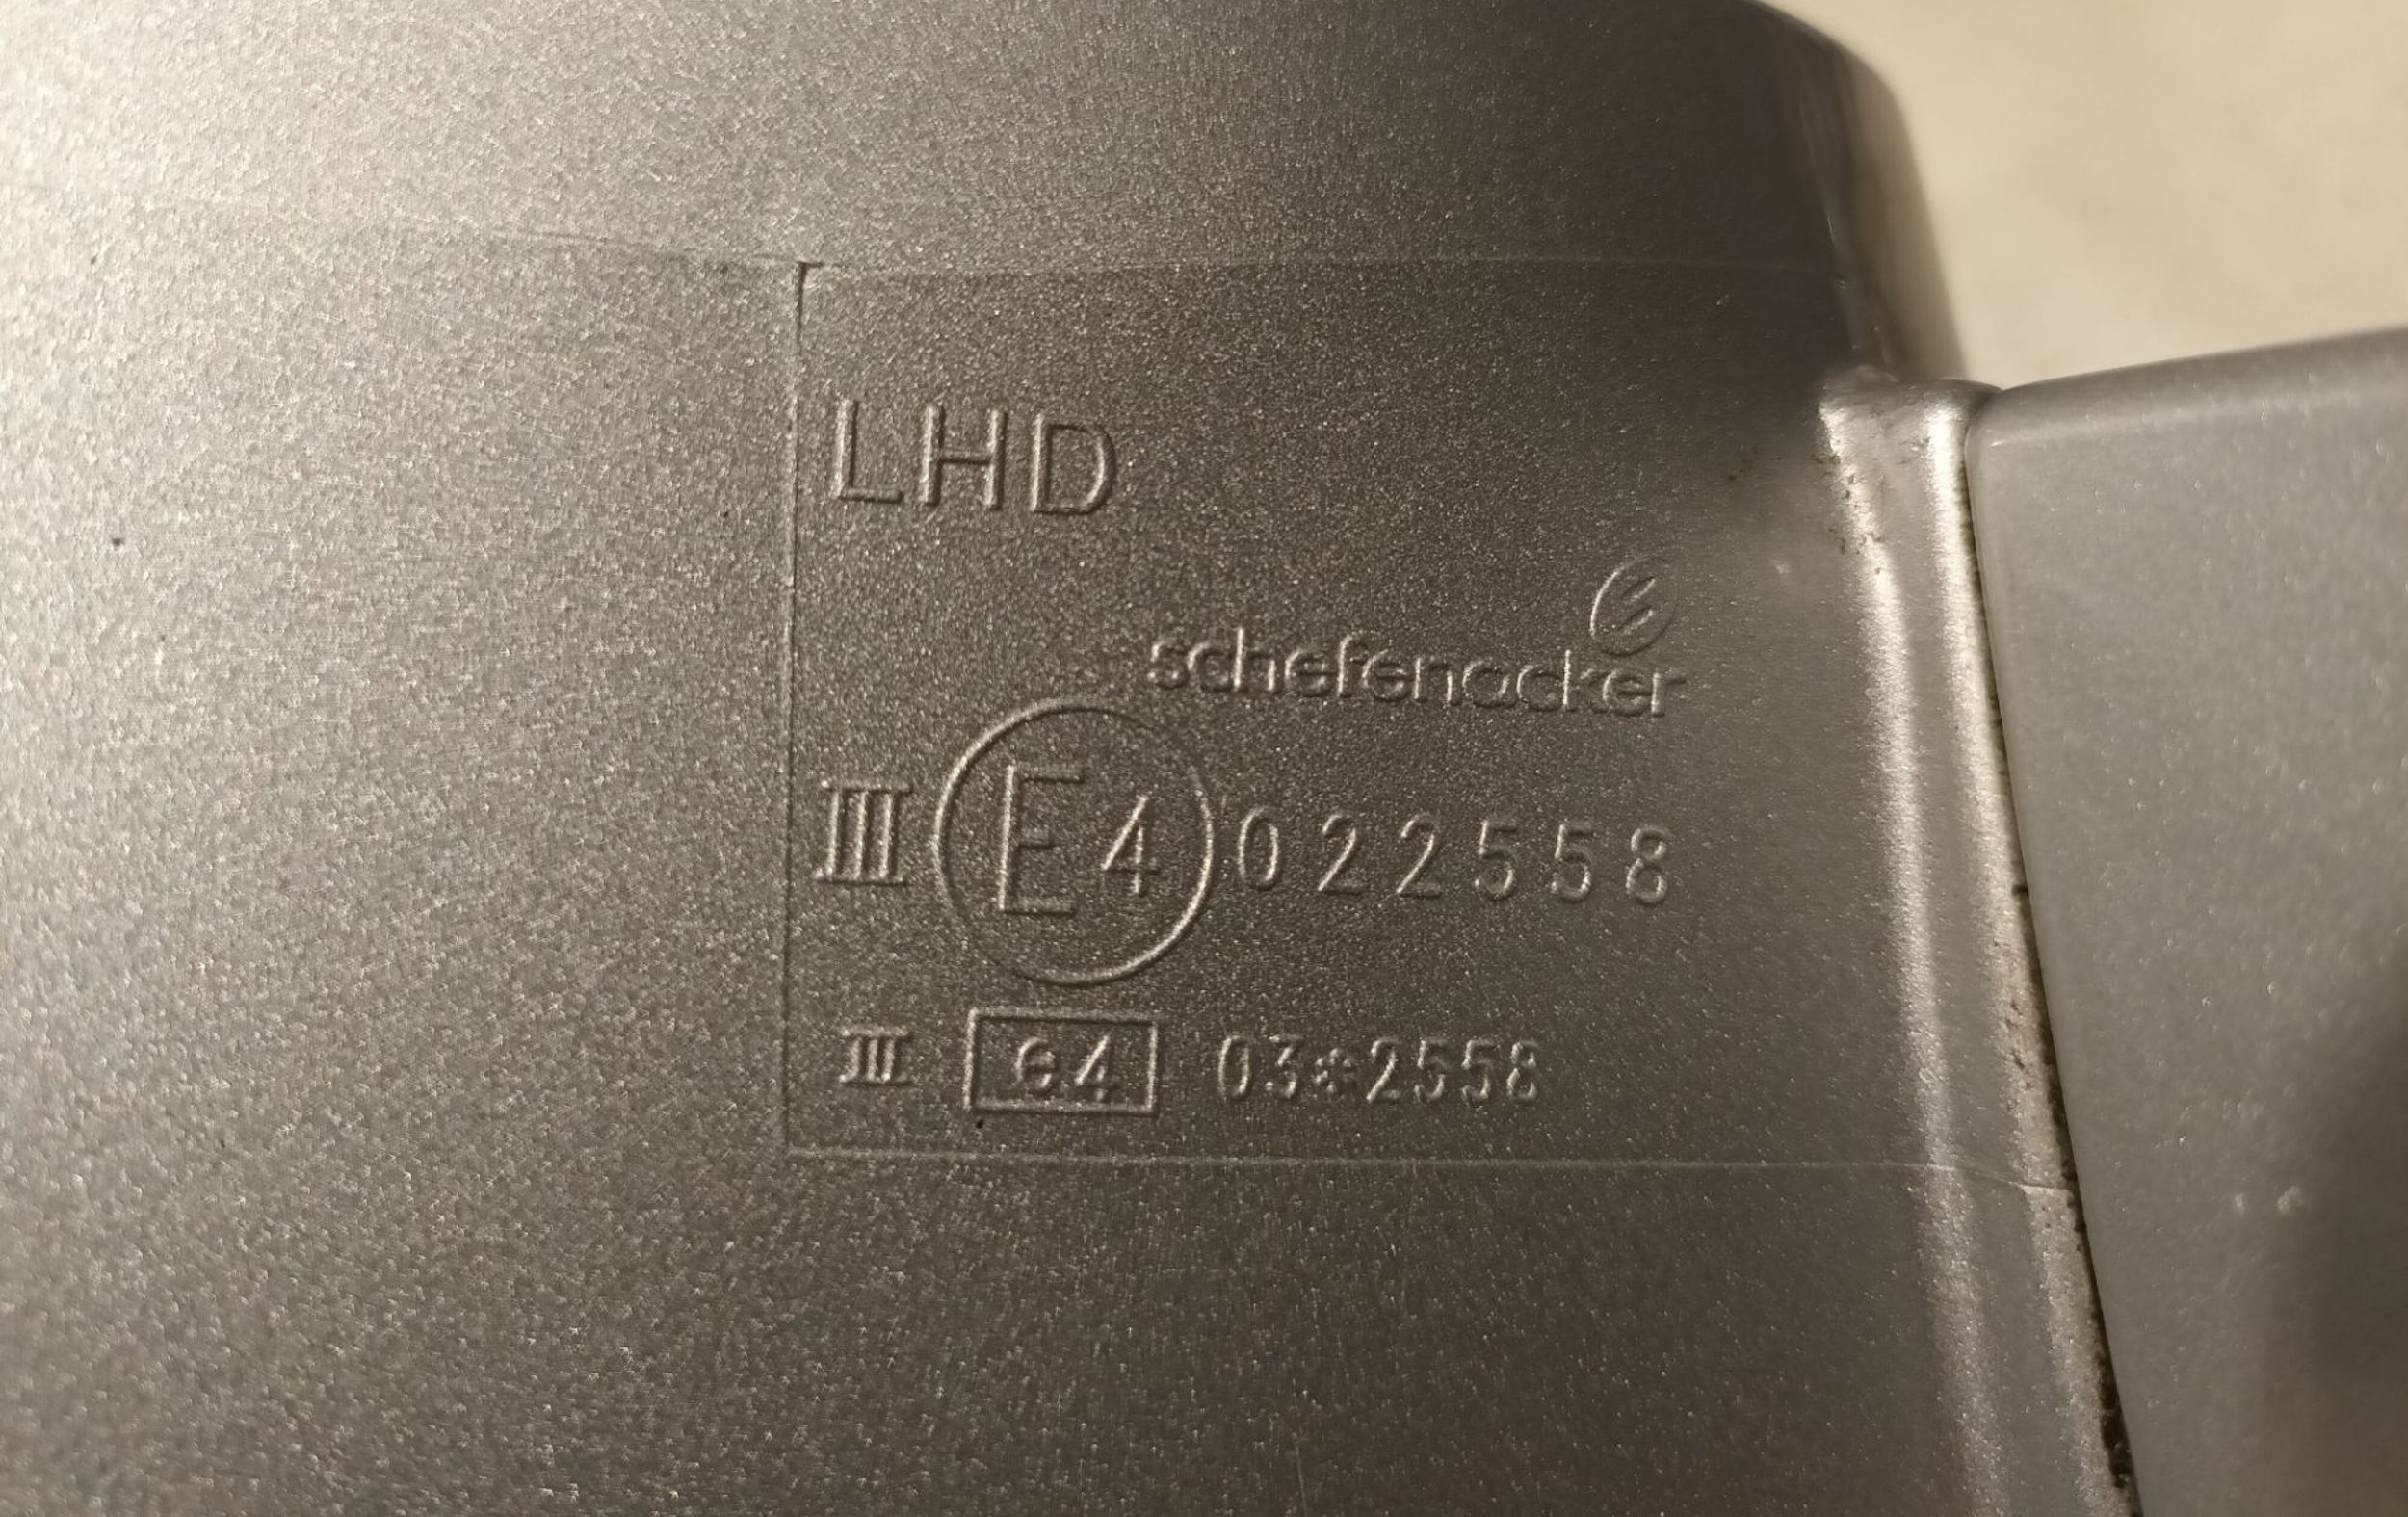 LHD
schefenacker
III E4 022558
III e4 03*2558